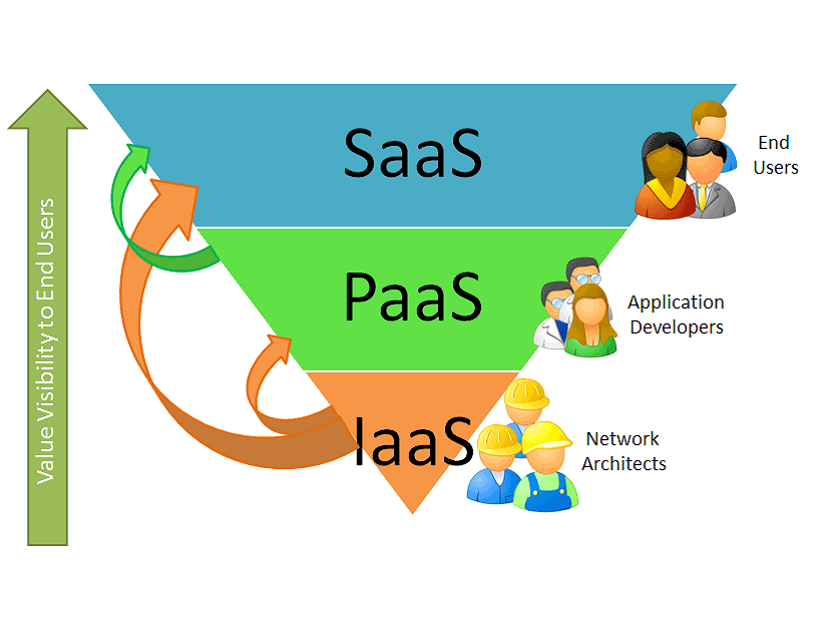 Value Visibility to End Users
SaaS
End
Users
PaaS
Application
Developers
IaaS
Network
Architects